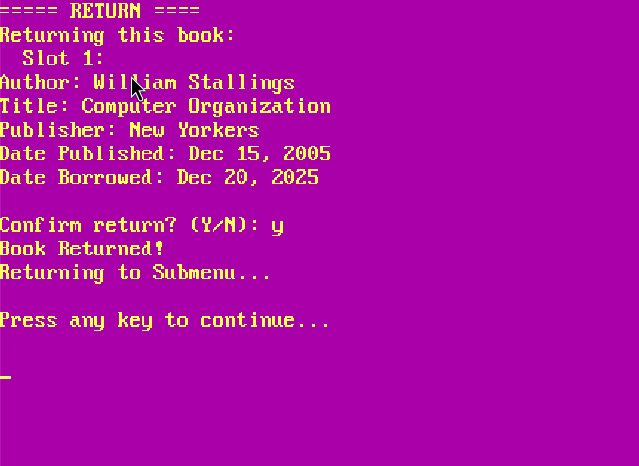 ===== RETURN ====
Returning this book:
  Slot 1:
Author: William Stallings
Title: Computer Organization
Publisher: New Yorkers
Date Published: Dec 15, 2005
Date Borrowed: Dec 20, 2025
Confirm return? (Y/N): y
Book Returned!
Returning to Submenu...
Press any key to continue...